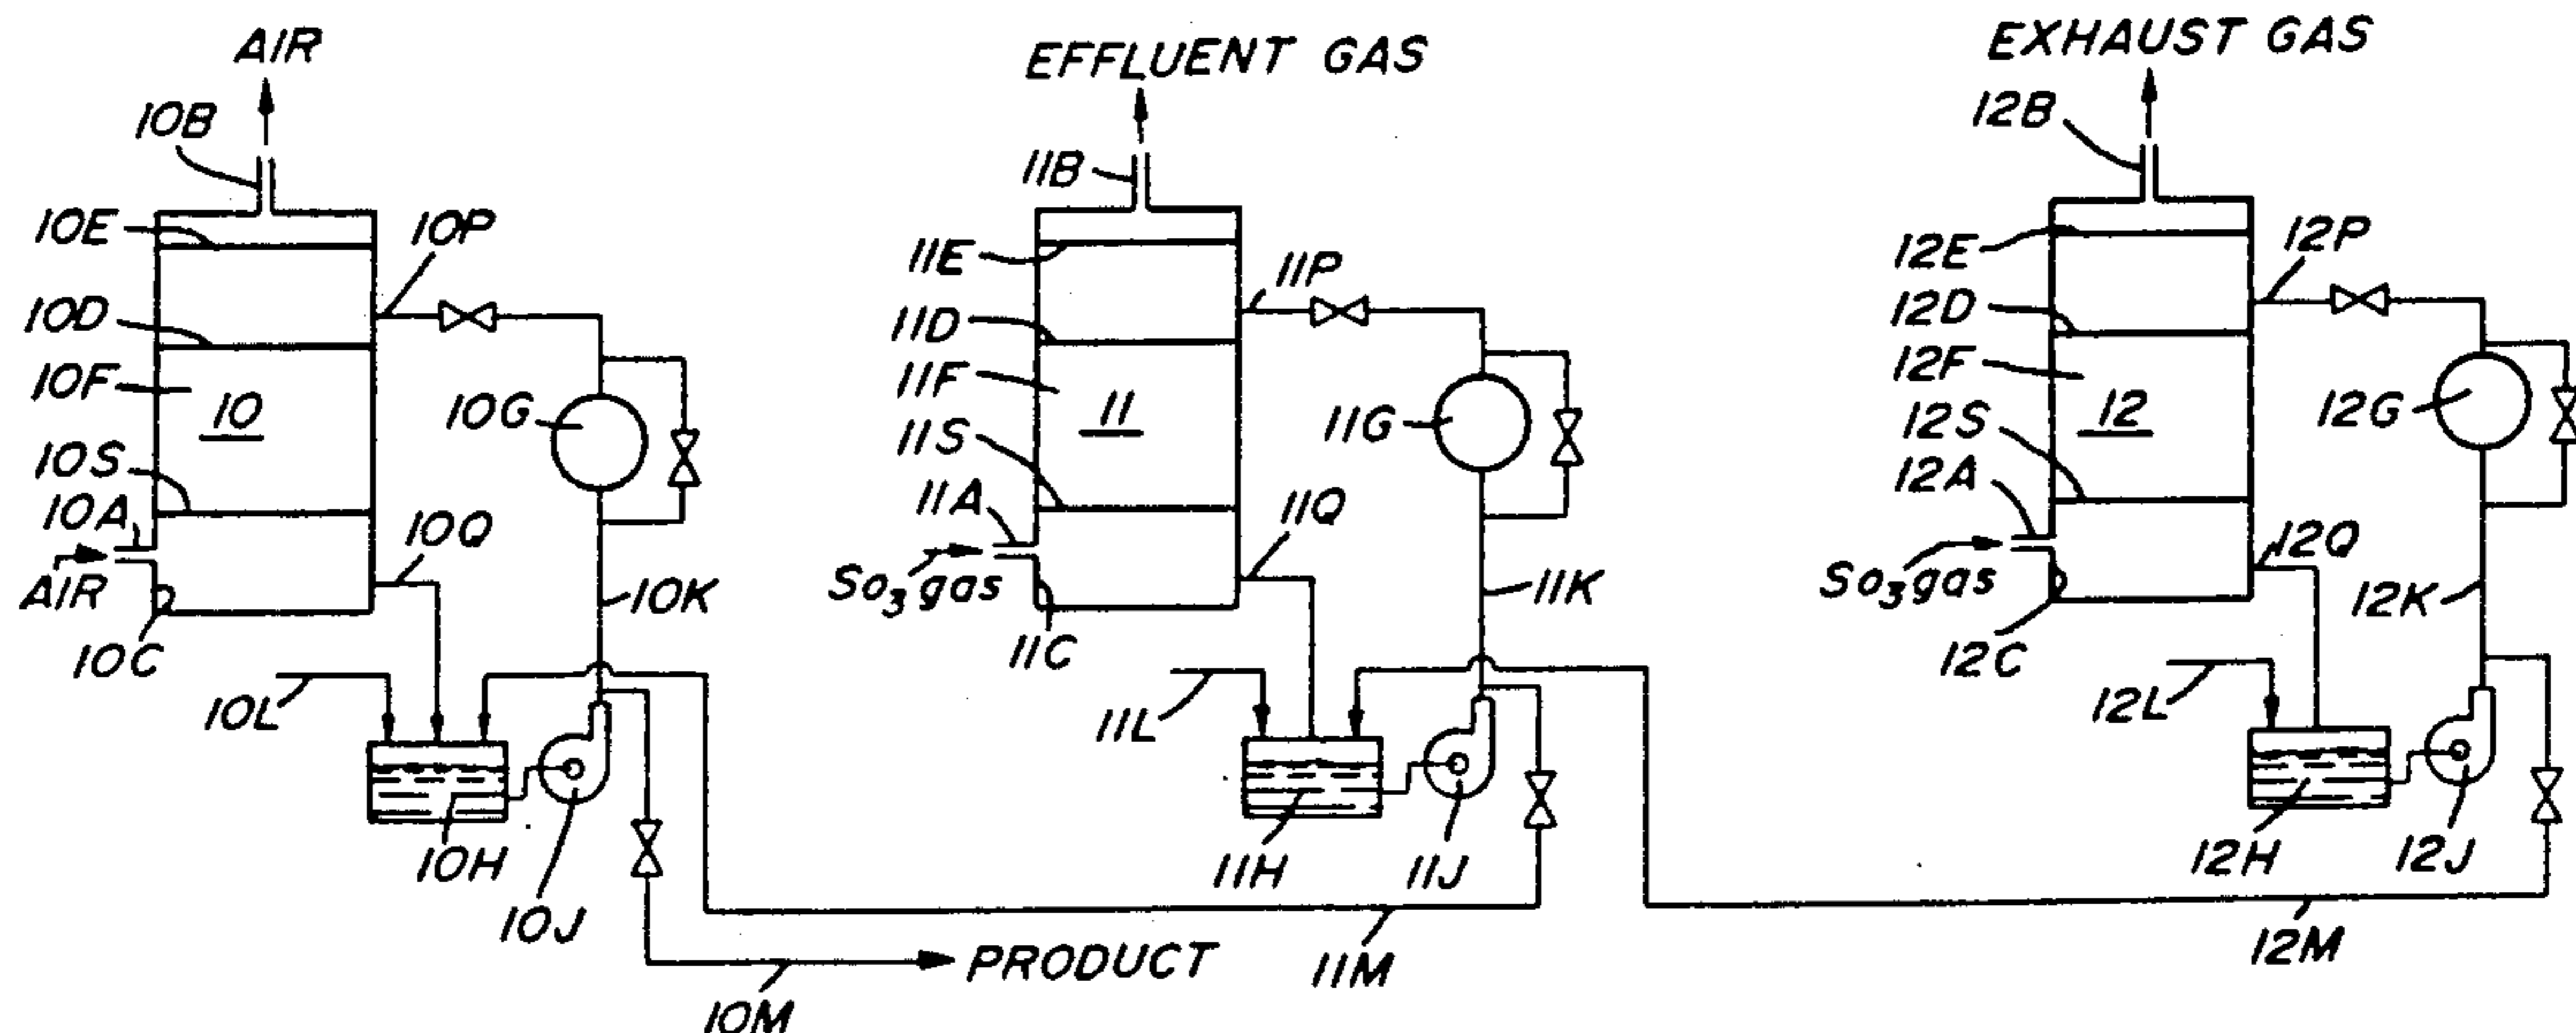 AIR
10B
10E
10P
10D
10F
10
10G
10S
10A
10Q
AIR
10K
10C
10L
10H
10J
PRODUCT
10M
EFFLUENT GAS
11B
11E
11P
11D
11F
11
11G
11S
11A
11Q
So3 gas
11K
11C
11L
11H
11J
11M
EXHAUST GAS
12B
12E
12P
12D
12F
12
12G
12S
12A
12Q
So3 gas
12K
12C
12L
12H
12J
12M